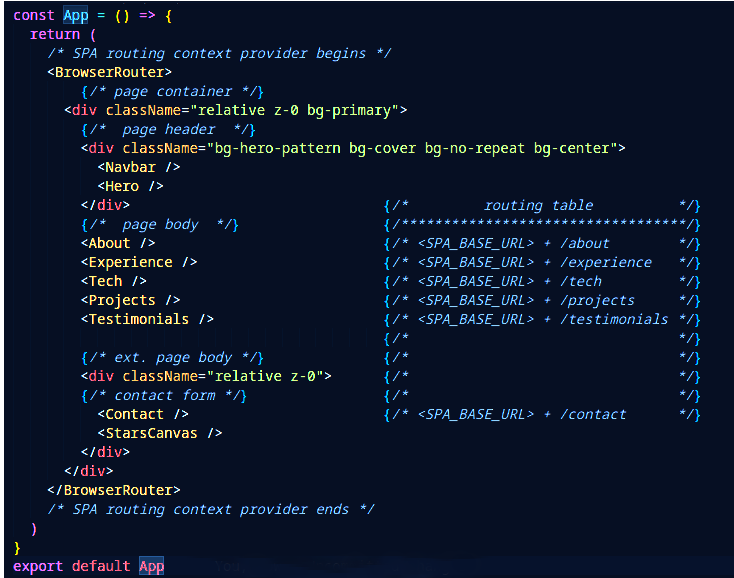 const App = () => {
return (
/* SPA routing context provider begins */
<BrowserRouter>
{/* page container */}
<div className="relative z-0 bg-primary">
{/*  page header  */}
<div className="bg-hero-pattern bg-cover bg-no-repeat bg-center">
<Navbar />
<Hero />
</div> {/*         routing table          */}
{/*  page body  */} {/**********************************/}
<About /> {/* <SPA_BASE_URL> + /about        */}
<Experience /> {/* <SPA_BASE_URL> + /experience   */}
<Tech /> {/* <SPA_BASE_URL> + /tech         */}
<Projects /> {/* <SPA_BASE_URL> + /projects     */}
<Testimonials /> {/* <SPA_BASE_URL> + /testimonials */}
{/*                                */}
{/* ext. page body */} {/*                                */}
<div className="relative z-0"> {/*                                */}
{/* contact form */} {/*                                */}
<Contact /> {/* <SPA_BASE_URL> + /contact      */}
<StarsCanvas />
</div>
</div>
</BrowserRouter>
/* SPA routing context provider ends */
)
}
export default App